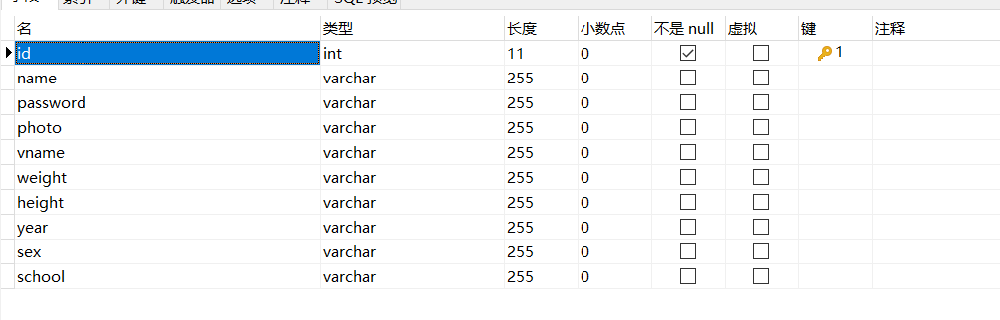 SQL 预览
名 类型 长度 小数点 不是 null 虚拟 键 注释
id int 11 0 1
name varchar 255 0
password varchar 255 0
photo varchar 255 0
vname varchar 255 0
weight varchar 255 0
height varchar 255 0
year varchar 255 0
sex varchar 255 0
school varchar 255 0